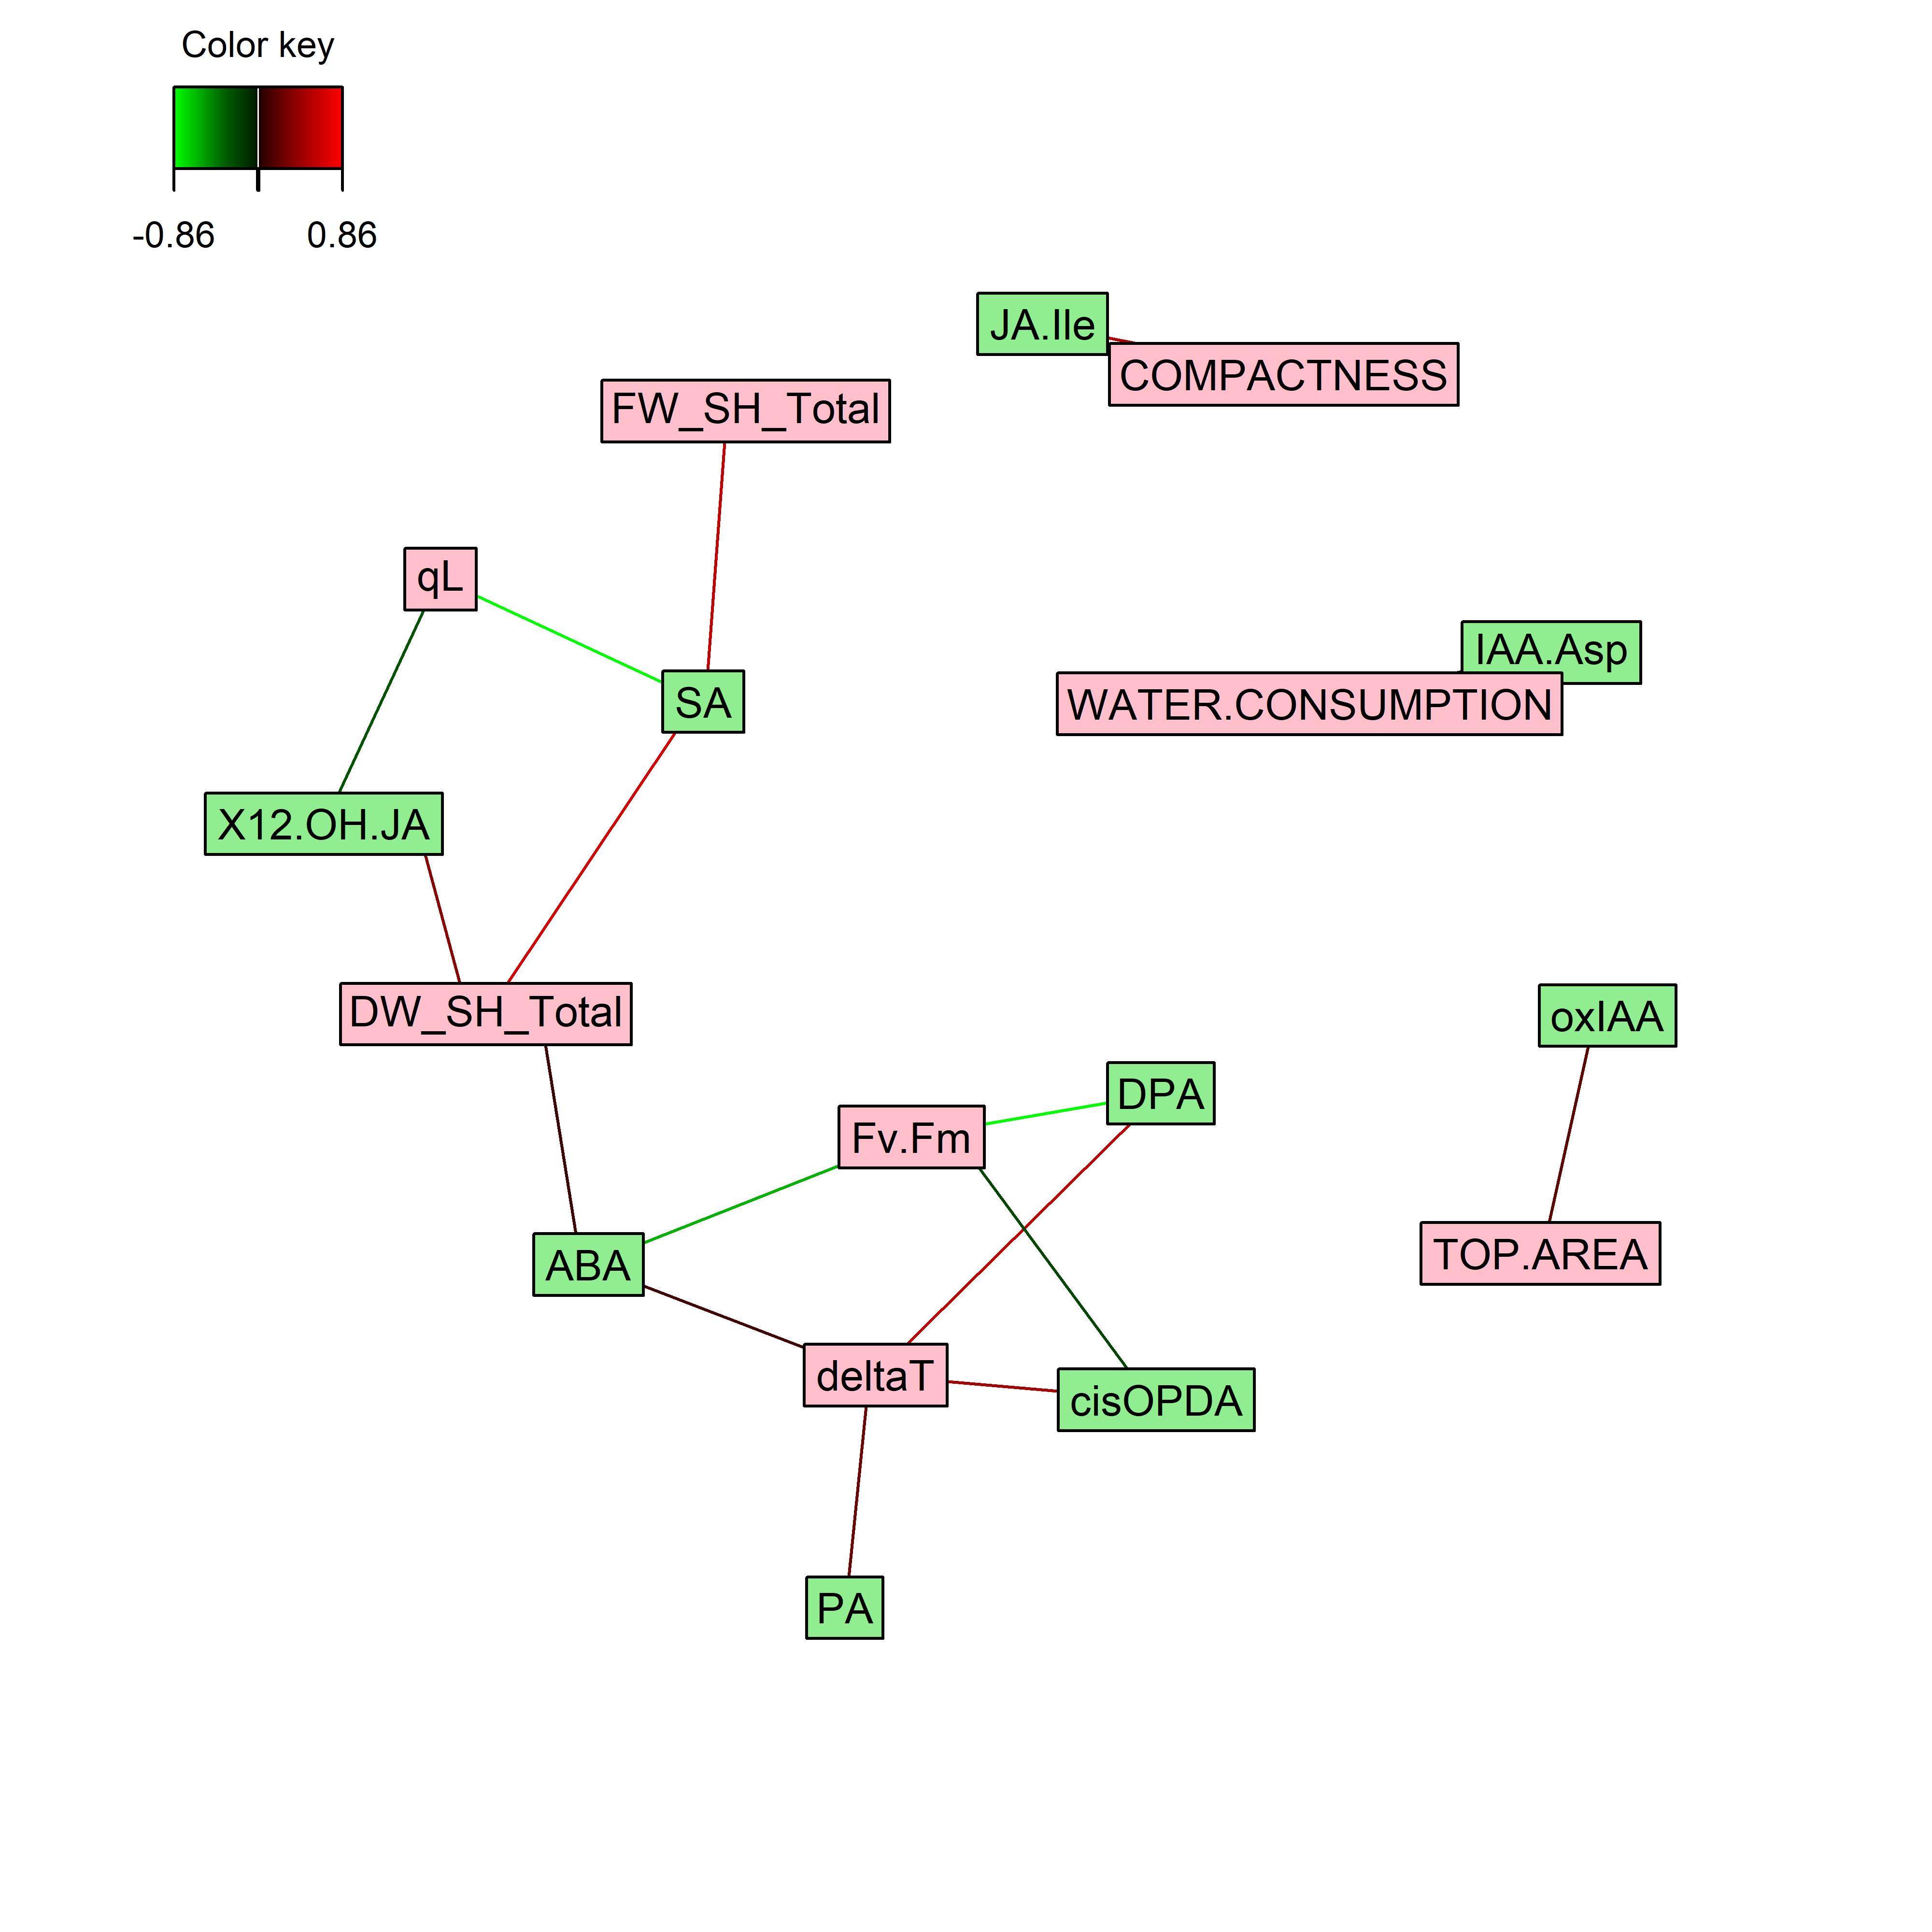 Color key
-0.86 0.86
JA.Ile
COMPACTNESS
FW_SH_Total
qL
IAA.Asp
SA
WATER.CONSUMPTION
X12.OH.JA
DW_SH_Total
oxIAA
DPA
Fv.Fm
TOP.AREA
ABA
deltaT
cisOPDA
PA